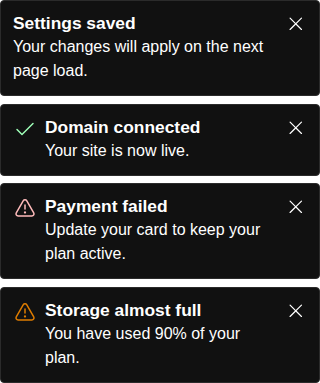 Settings saved
Your changes will apply on the next
page load.
Domain connected
Your site is now live.
Payment failed
Update your card to keep your
plan active.
Storage almost full
You have used 90% of your
plan.